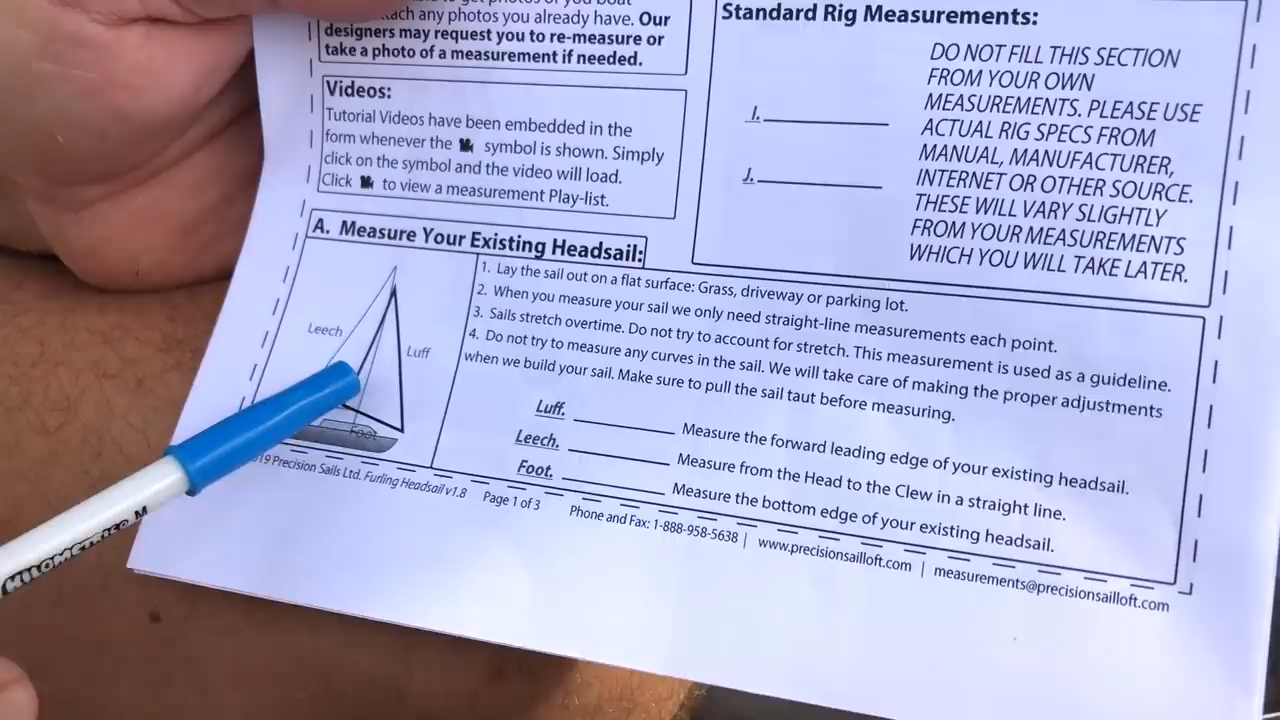 any photos you already have. Our
designers may request you to re-measure or
take a photo of a measurement if needed.
Videos:
Tutorial Videos have been embedded in the
form whenever the symbol is shown. Simply
click on the symbol and the video will load.
Click to view a measurement Play-list.
Standard Rig Measurements:
I.
J.
DO NOT FILL THIS SECTION
FROM YOUR OWN
MEASUREMENTS. PLEASE USE
ACTUAL RIG SPECS FROM
MANUAL, MANUFACTURER,
INTERNET OR OTHER SOURCE.
THESE WILL VARY SLIGHTLY
FROM YOUR MEASUREMENTS
WHICH YOU WILL TAKE LATER.
A. Measure Your Existing Headsail:
Leech
Luff
Foot
1. Lay the sail out on a flat surface: Grass, driveway or parking lot.
2. When you measure your sail we only need straight-line measurements each point.
3. Sails stretch overtime. Do not try to account for stretch. This measurement is used as a guideline.
4. Do not try to measure any curves in the sail. We will take care of making the proper adjustments
when we build your sail. Make sure to pull the sail taut before measuring.
Luff. Measure the forward leading edge of your existing headsail.
Leech. Measure from the Head to the Clew in a straight line.
Foot. Measure the bottom edge of your existing headsail.
19 Precision Sails Ltd. Furling Headsail v1.8 Page 1 of 3 Phone and Fax: 1-888-958-5638 | www.precisionsailloft.com | measurements@precisionsailloft.com
KILOMETRICO M